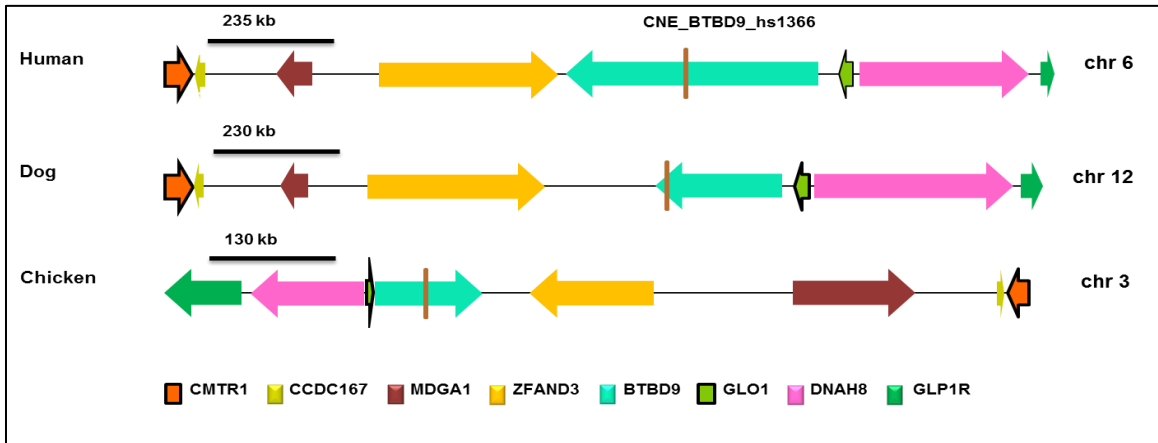 235 kb
CNE_BTBD9_hs1366
Human
chr 6
230 kb
Dog
chr 12
130 kb
Chicken
chr 3
CMTR1 CCDC167 MDGA1 ZFAND3 BTBD9 GLO1 DNAH8 GLP1R